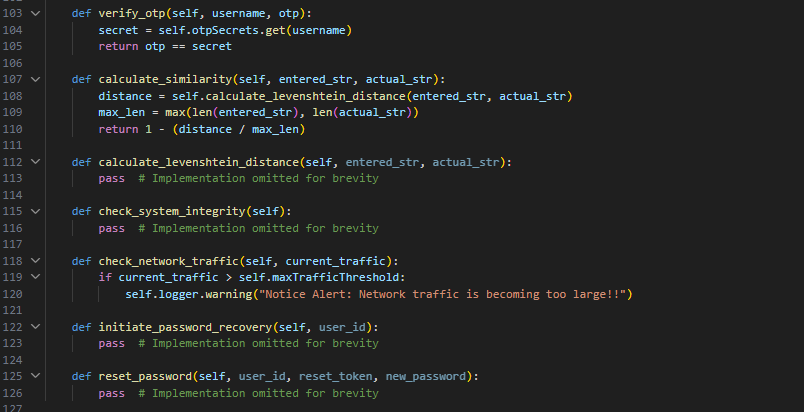 103 def verify_otp(self, username, otp):
104 secret = self.otpSecrets.get(username)
105 return otp == secret
106
107 def calculate_similarity(self, entered_str, actual_str):
108 distance = self.calculate_levenshtein_distance(entered_str, actual_str)
109 max_len = max(len(entered_str), len(actual_str))
110 return 1 - (distance / max_len)
111
112 def calculate_levenshtein_distance(self, entered_str, actual_str):
113 pass # Implementation omitted for brevity
114
115 def check_system_integrity(self):
116 pass # Implementation omitted for brevity
117
118 def check_network_traffic(self, current_traffic):
119 if current_traffic > self.maxTrafficThreshold:
120 self.logger.warning("Notice Alert: Network traffic is becoming too large!!")
121
122 def initiate_password_recovery(self, user_id):
123 pass # Implementation omitted for brevity
124
125 def reset_password(self, user_id, reset_token, new_password):
126 pass # Implementation omitted for brevity
127